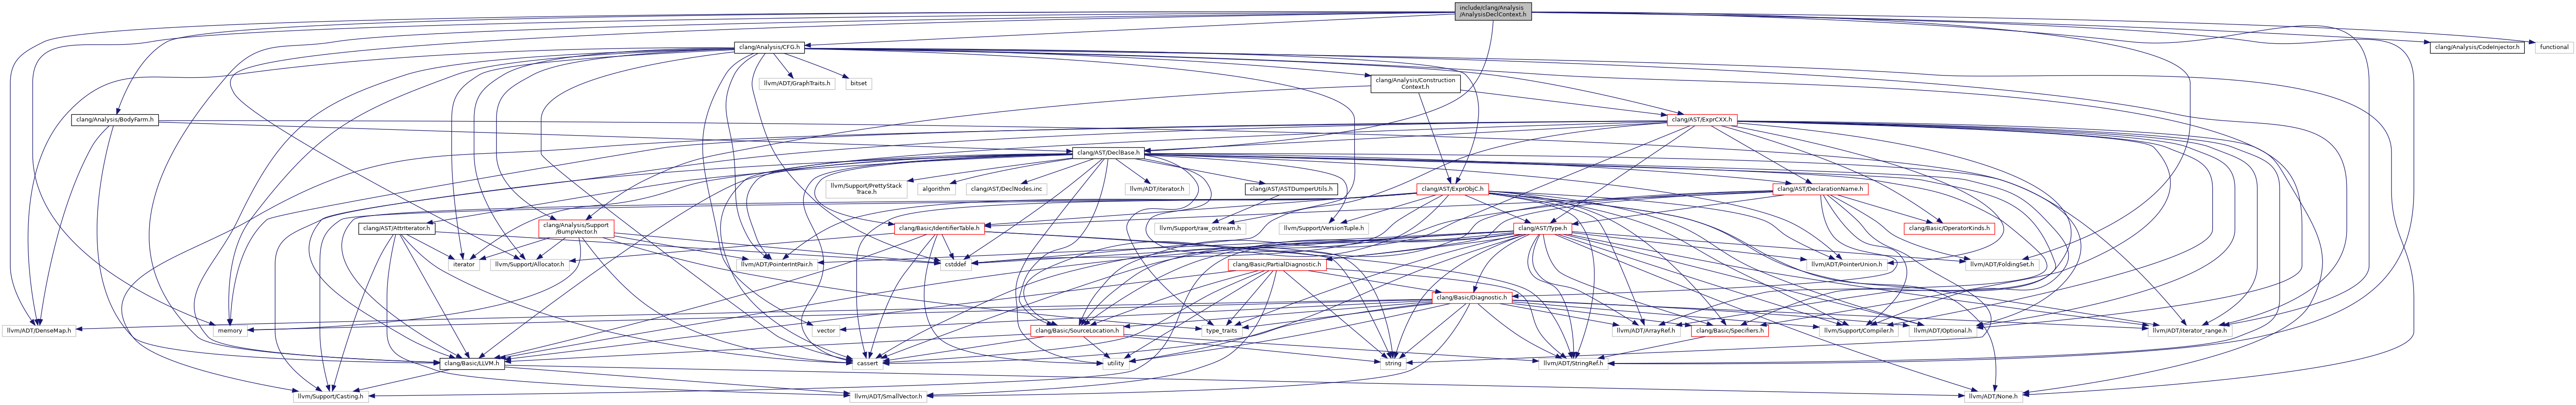 include/clang/Analysis
/AnalysisDeclContext.h
clang/Analysis/CFG.h
clang/Analysis/CodeInjector.h
functional
llvm/ADT/GraphTraits.h
bitset
clang/Analysis/Construction
Context.h
clang/Analysis/BodyFarm.h
clang/AST/ExprCXX.h
clang/AST/DeclBase.h
llvm/Support/PrettyStack
Trace.h
algorithm
clang/AST/DeclNodes.inc
llvm/ADT/iterator.h
clang/AST/ASTDumperUtils.h
clang/AST/ExprObjC.h
clang/AST/DeclarationName.h
clang/AST/AttrIterator.h
clang/Analysis/Support
/BumpVector.h
clang/Basic/IdentifierTable.h
llvm/Support/raw_ostream.h
llvm/Support/VersionTuple.h
clang/AST/Type.h
clang/Basic/OperatorKinds.h
iterator
llvm/Support/Allocator.h
llvm/ADT/PointerIntPair.h
cstddef
clang/Basic/PartialDiagnostic.h
llvm/ADT/PointerUnion.h
llvm/ADT/FoldingSet.h
clang/Basic/Diagnostic.h
llvm/ADT/DenseMap.h
memory
vector
clang/Basic/SourceLocation.h
type_traits
llvm/ADT/ArrayRef.h
clang/Basic/Specifiers.h
llvm/Support/Compiler.h
llvm/ADT/Optional.h
llvm/ADT/iterator_range.h
clang/Basic/LLVM.h
cassert
utility
string
llvm/ADT/StringRef.h
llvm/Support/Casting.h
llvm/ADT/SmallVector.h
llvm/ADT/None.h